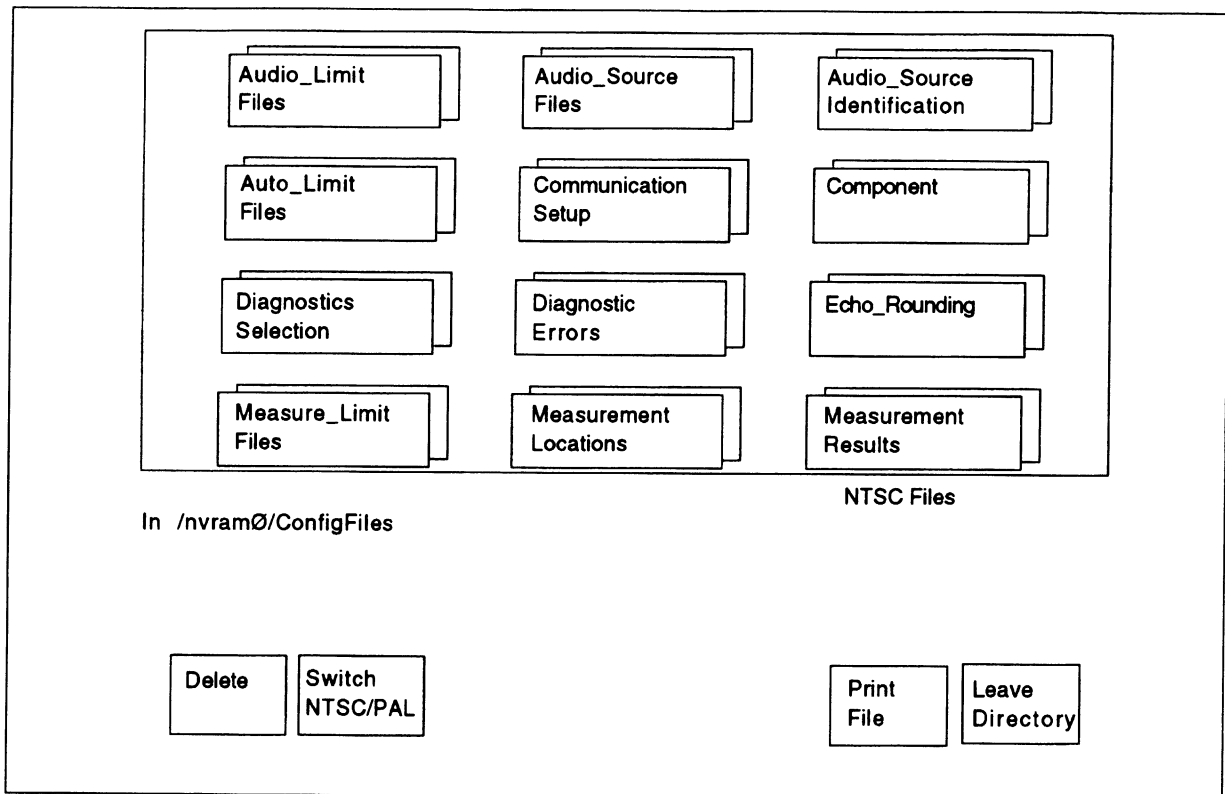 Audio_Limit
Files
Audio_Source
Files
Audio_Source
Identification
Auto_Limit
Files
Communication
Setup
Component
Diagnostics
Selection
Diagnostic
Errors
Echo_Rounding
Measure_Limit
Files
Measurement
Locations
Measurement
Results
NTSC Files
In /nvramØ/ConfigFiles
Delete
Switch
NTSC/PAL
Print
File
Leave
Directory